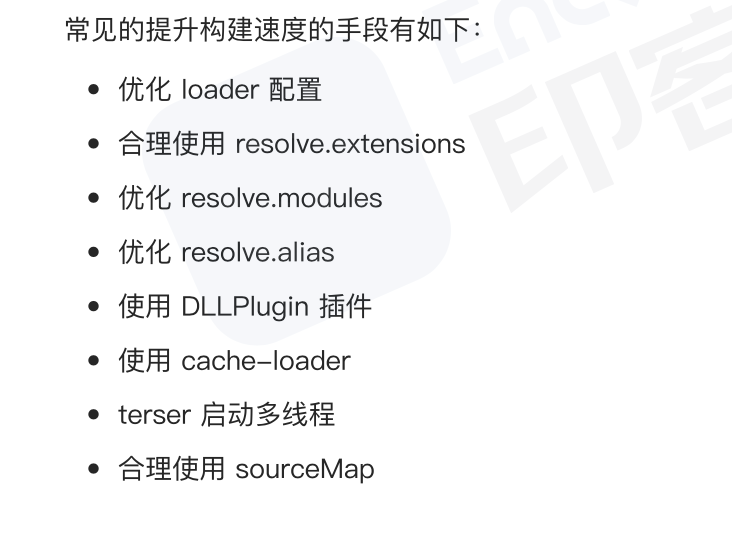 常见的提升构建速度的手段有如下：
• 优化 loader 配置
• 合理使用 resolve.extensions
• 优化 resolve.modules
• 优化 resolve.alias
• 使用 DLLPlugin 插件
• 使用 cache-loader
• terser 启动多线程
• 合理使用 sourceMap
印客